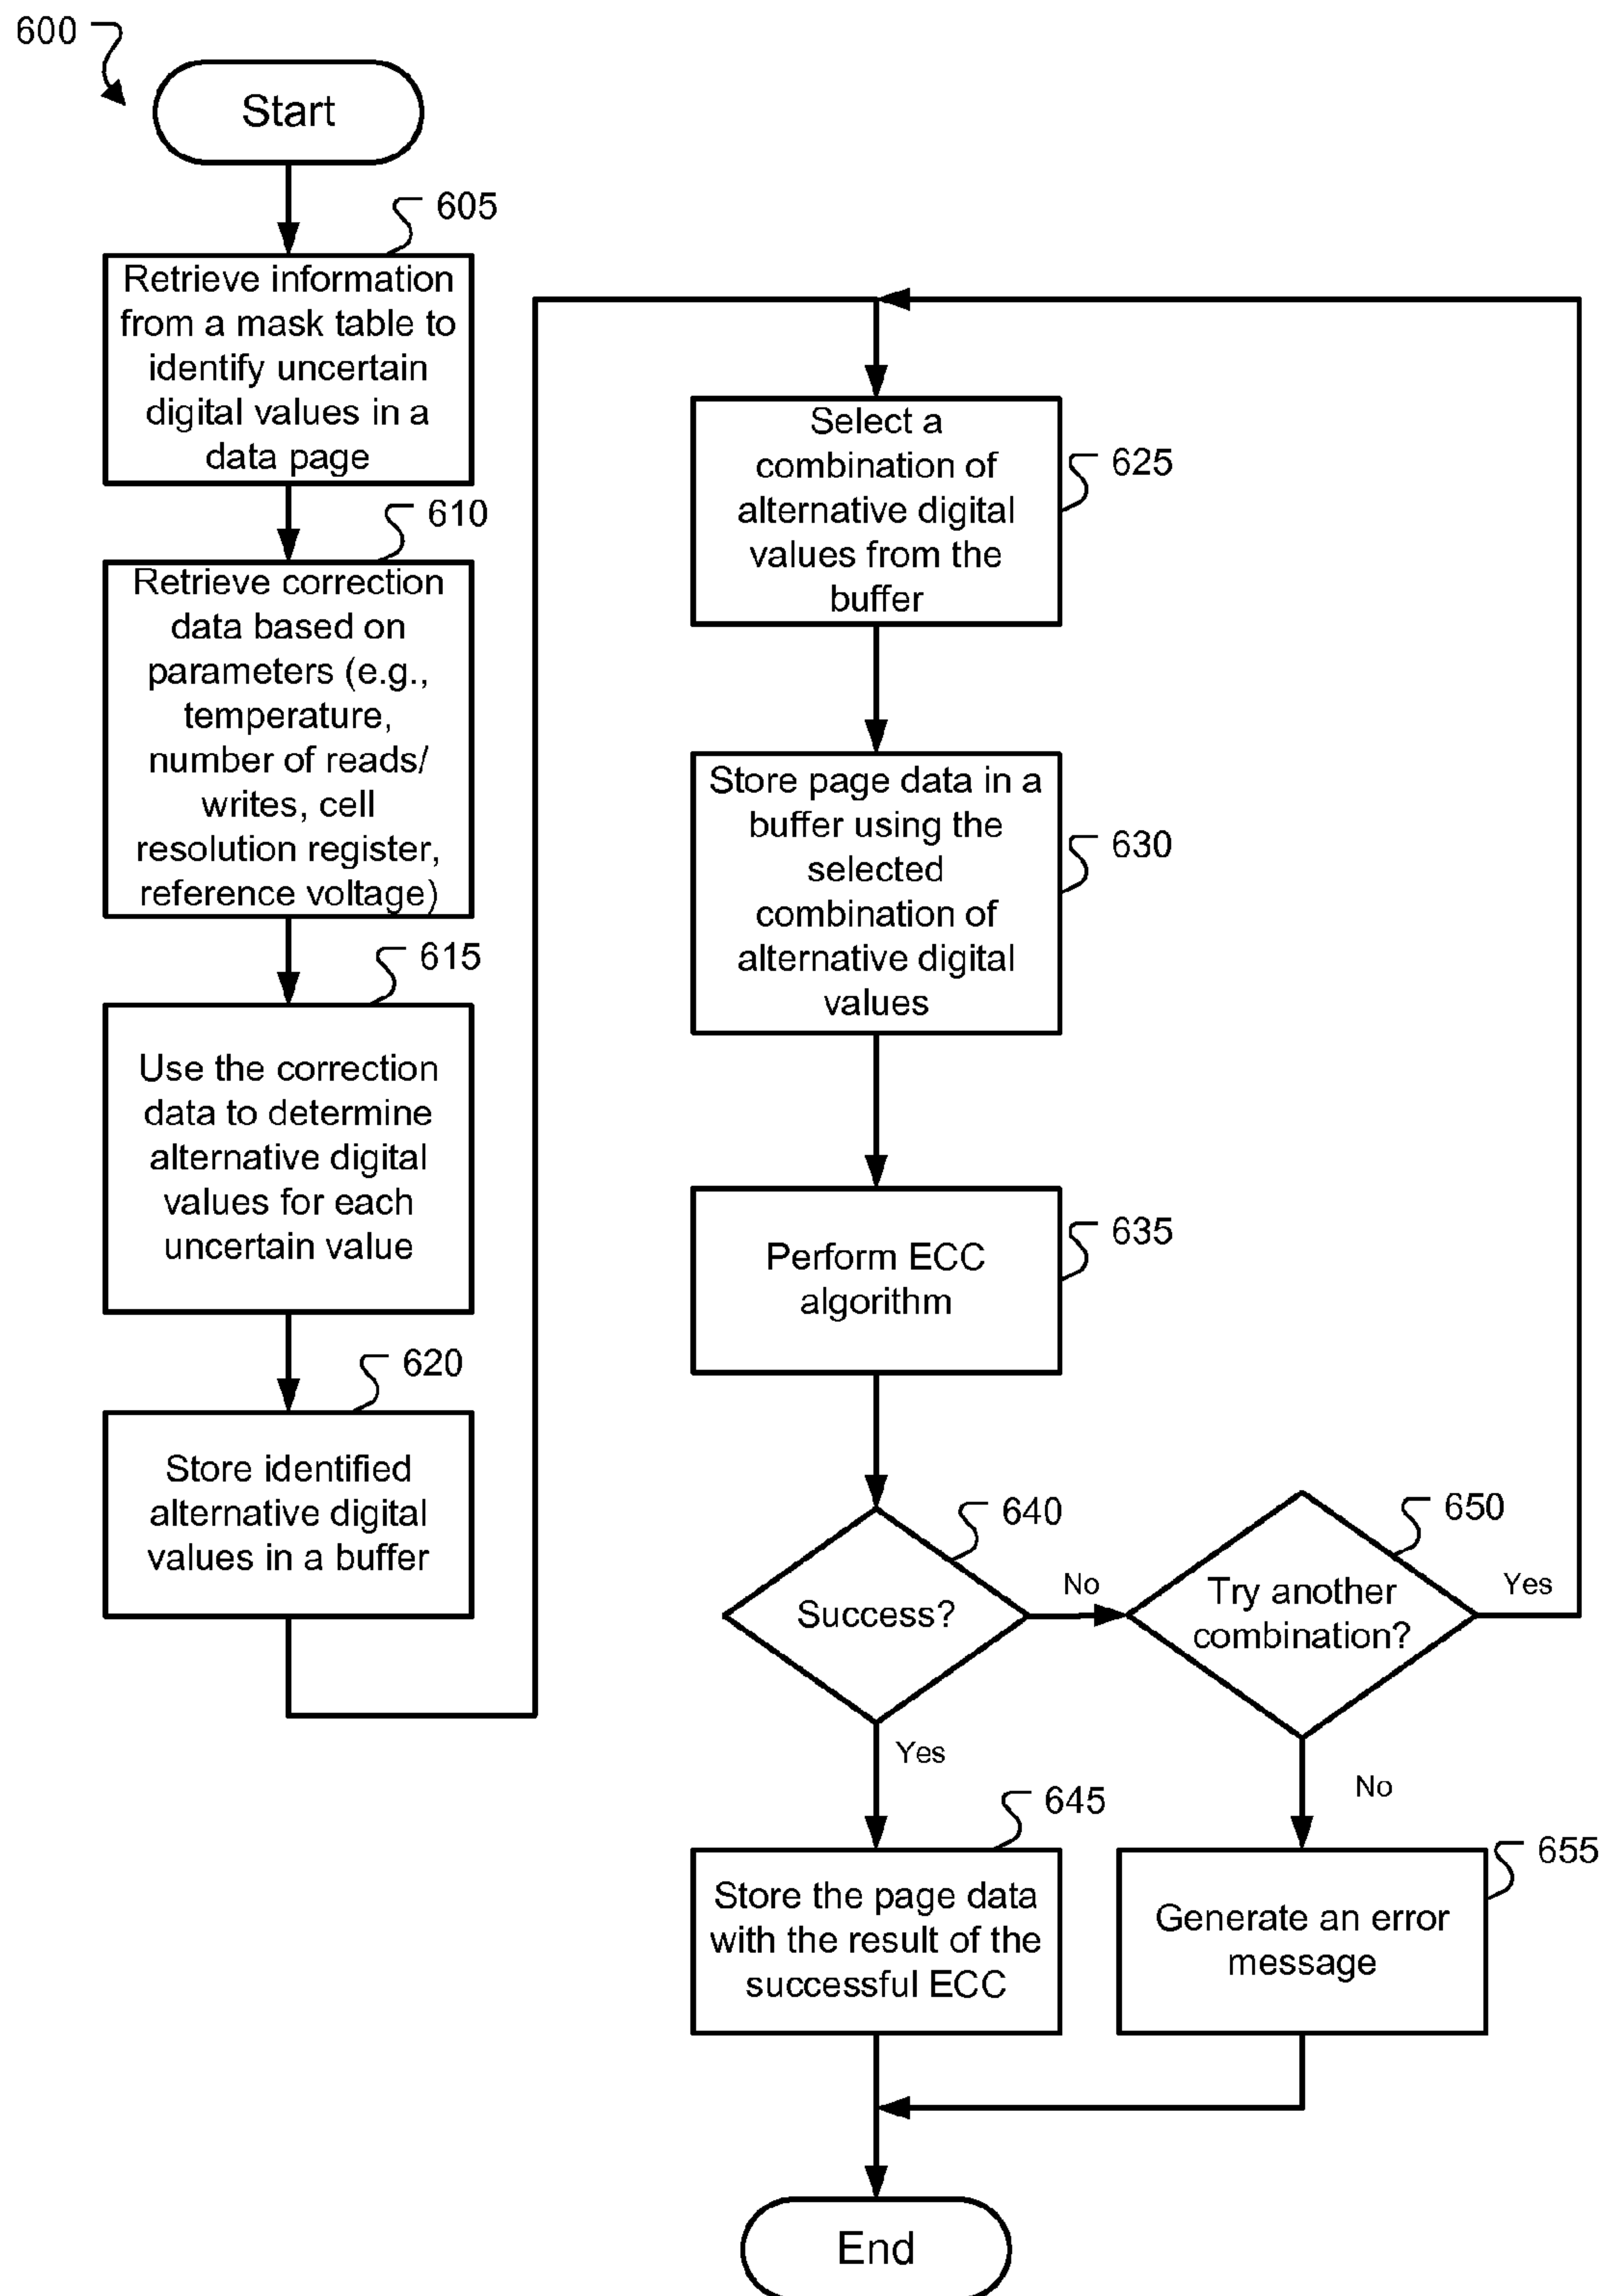 600
Start
605
Retrieve information
from a mask table to
identify uncertain
digital values in a
data page
610
Retrieve correction
data based on
parameters (e.g.,
temperature,
number of reads/
writes, cell
resolution register,
reference voltage)
615
Use the correction
data to determine
alternative digital
values for each
uncertain value
620
Store identified
alternative digital
values in a buffer
625
Select a
combination of
alternative digital
values from the
buffer
630
Store page data in a
buffer using the
selected
combination of
alternative digital
values
635
Perform ECC
algorithm
640
Success?
No
Yes
650
Try another
combination?
Yes
No
645
Store the page data
with the result of the
successful ECC
655
Generate an error
message
End